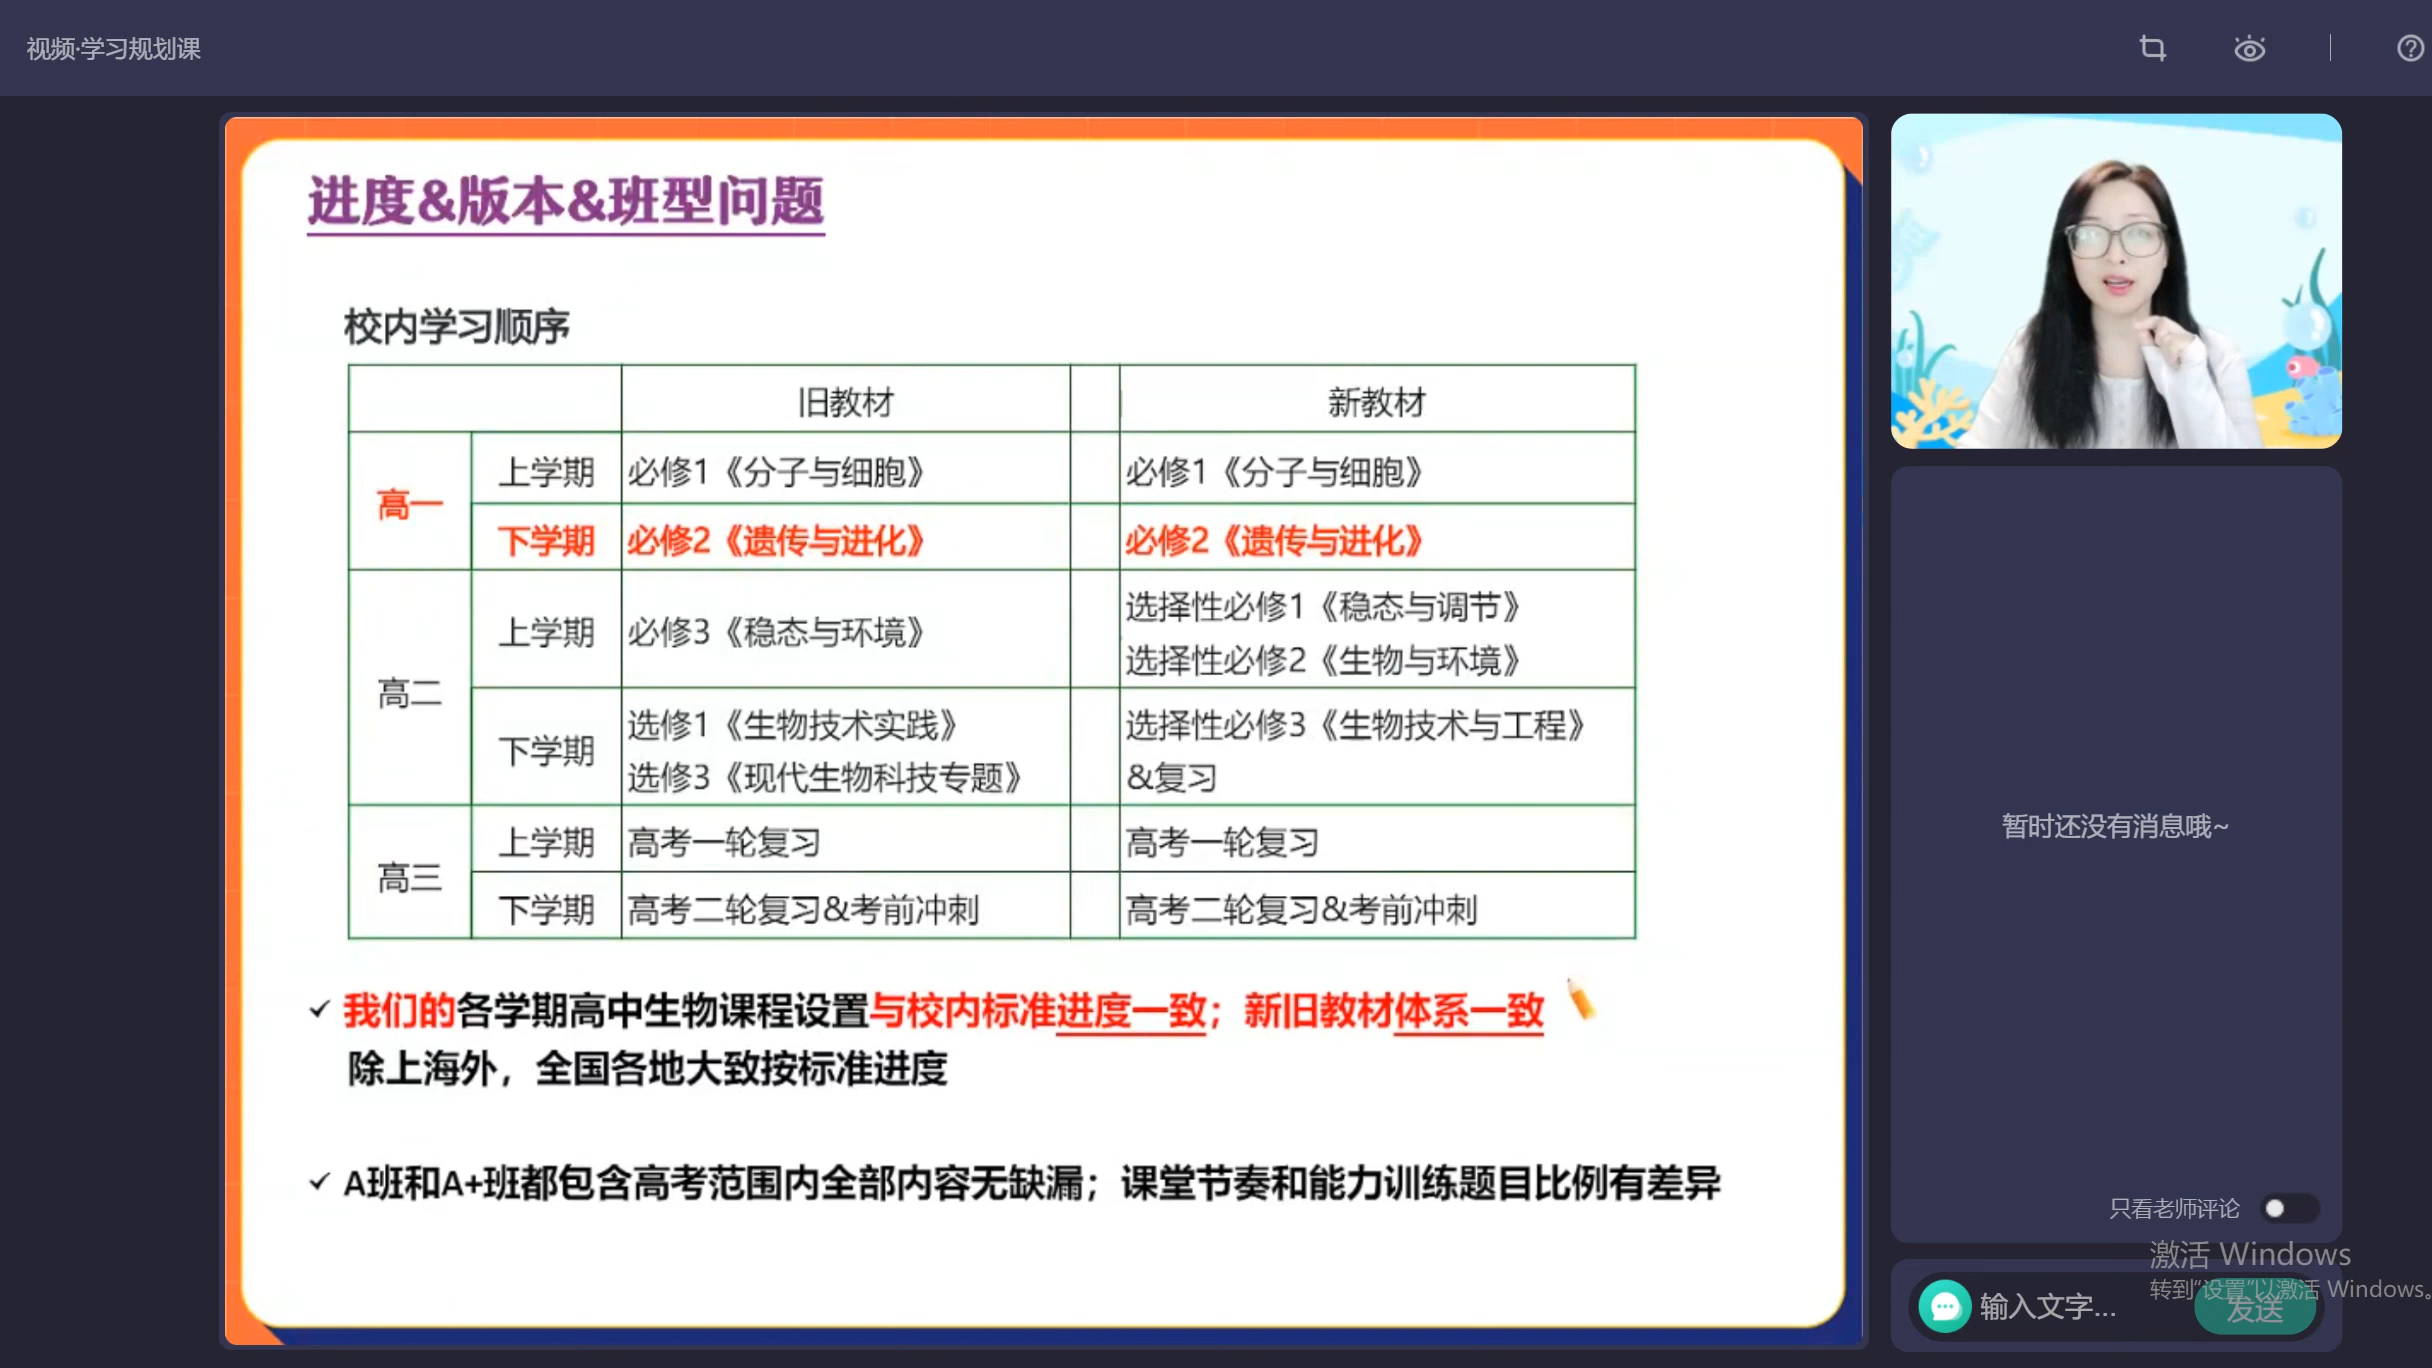 视频·学习规划课
进度&版本&班型问题
校内学习顺序
旧教材 新教材
高一 上学期 必修1《分子与细胞》 必修1《分子与细胞》
下学期 必修2《遗传与进化》 必修2《遗传与进化》
高二 上学期 必修3《稳态与环境》 选择性必修1《稳态与调节》
选择性必修2《生物与环境》
下学期 选修1《生物技术实践》 选择性必修3《生物技术与工程》
选修3《现代生物科技专题》 &复习
高三 上学期 高考一轮复习 高考一轮复习
下学期 高考二轮复习&考前冲刺 高考二轮复习&考前冲刺
✓ 我们的各学期高中生物课程设置与校内标准进度一致；新旧教材体系一致
除上海外，全国各地大致按标准进度
✓ A班和A+班都包含高考范围内全部内容无缺漏；课堂节奏和能力训练题目比例有差异
暂时还没有消息哦~
只看老师评论
激活 Windows
转到“设置”以激活 Windows。
输入文字...
发送